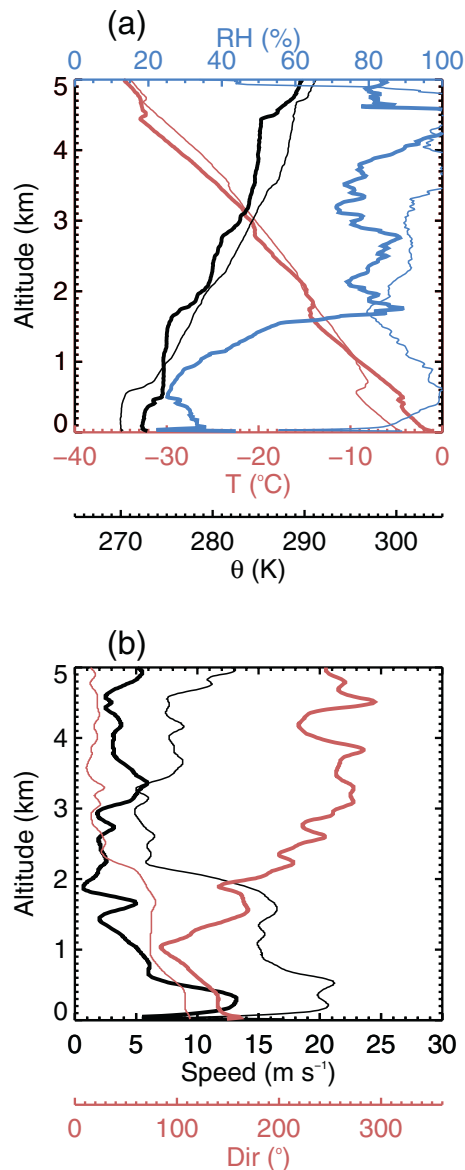 (a)
RH (%)
0 20 40 60 80 100
5
4
3
2
1
0
Altitude (km)
−40 −30 −20 −10 0
T (°C)
270 280 290 300
θ (K)
(b)
5
4
3
2
1
0
Altitude (km)
0 5 10 15 20 25 30
Speed (m s⁻¹)
0 100 200 300
Dir (°)